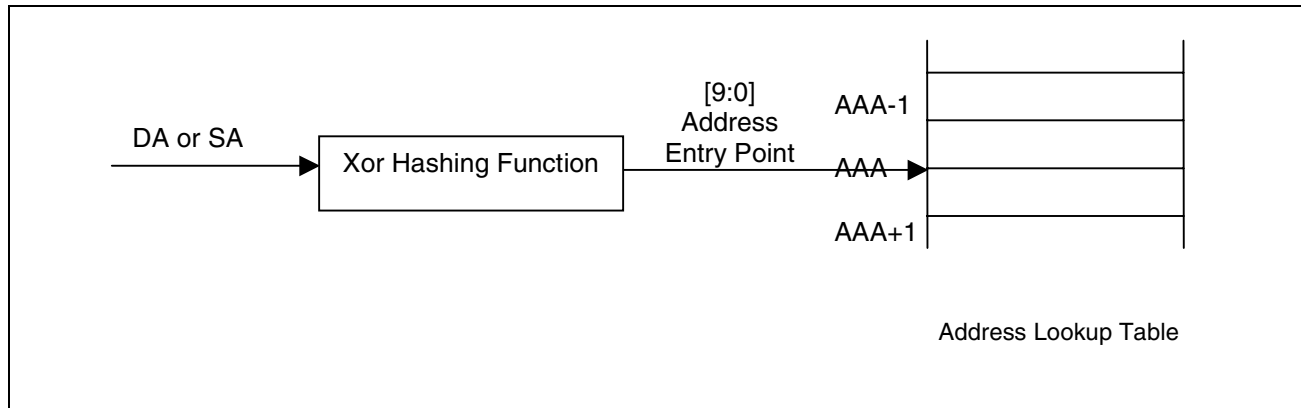 DA or SA
Xor Hashing Function
[9:0]
Address
Entry Point
AAA-1
AAA
AAA+1
Address Lookup Table